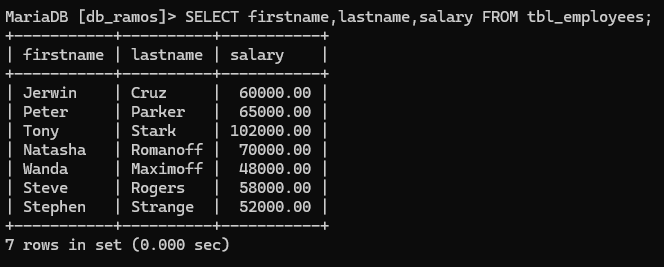 MariaDB [db_ramos]> SELECT firstname,lastname,salary FROM tbl_employees;
+-----------+----------+-----------+
| firstname | lastname | salary    |
+-----------+----------+-----------+
| Jerwin    | Cruz     |  60000.00 |
| Peter     | Parker   |  65000.00 |
| Tony      | Stark    | 102000.00 |
| Natasha   | Romanoff |  70000.00 |
| Wanda     | Maximoff |  48000.00 |
| Steve     | Rogers   |  58000.00 |
| Stephen   | Strange  |  52000.00 |
+-----------+----------+-----------+
7 rows in set (0.000 sec)